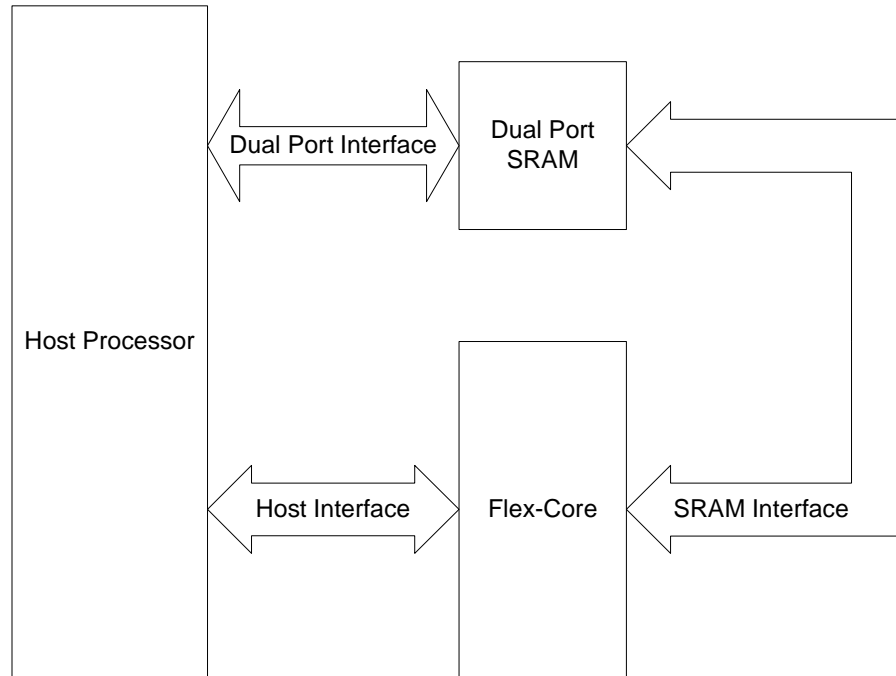 Dual Port Interface
Dual Port
SRAM
Host Processor
Host Interface
Flex-Core
SRAM Interface